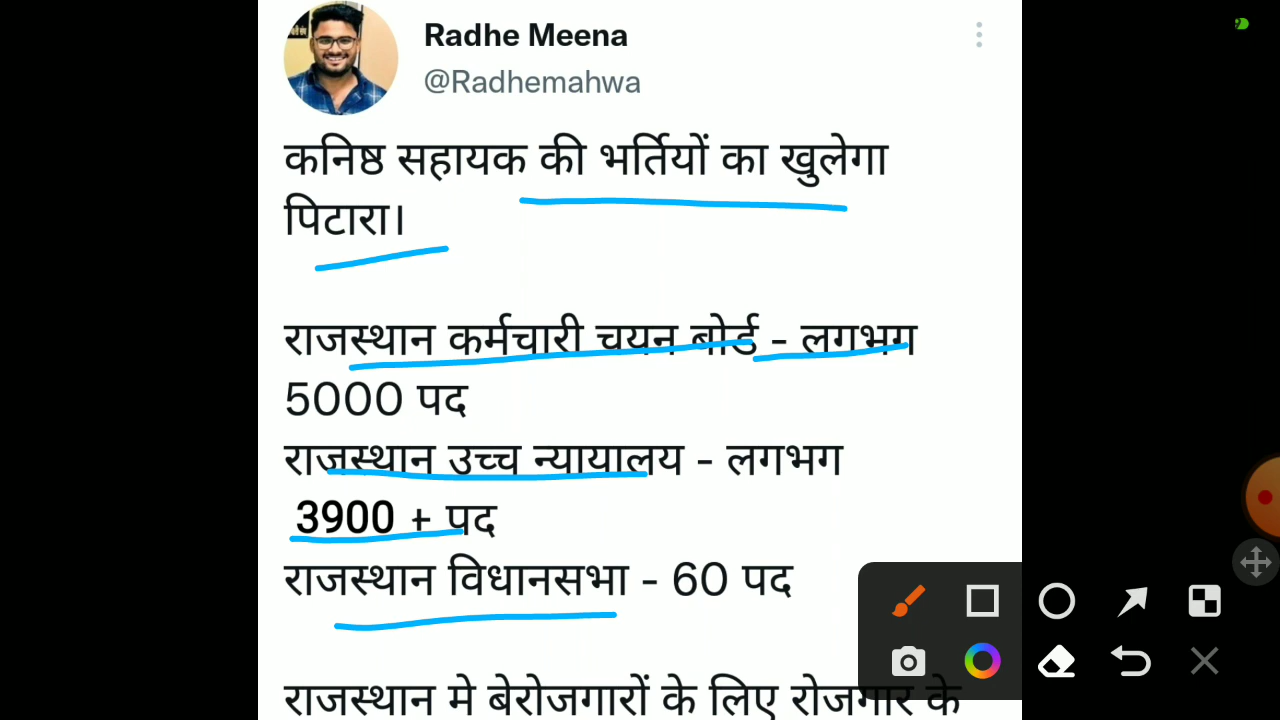 Radhe Meena
@Radhemahwa
कनिष्ठ सहायक की भर्तियों का खुलेगा
पिटारा।
राजस्थान कर्मचारी चयन बोर्ड - लगभग
5000 पद
राजस्थान उच्च न्यायालय - लगभग
3900 + पद
राजस्थान विधानसभा - 60 पद
राजस्थान मे बेरोजगारों के लिए रोजगार के